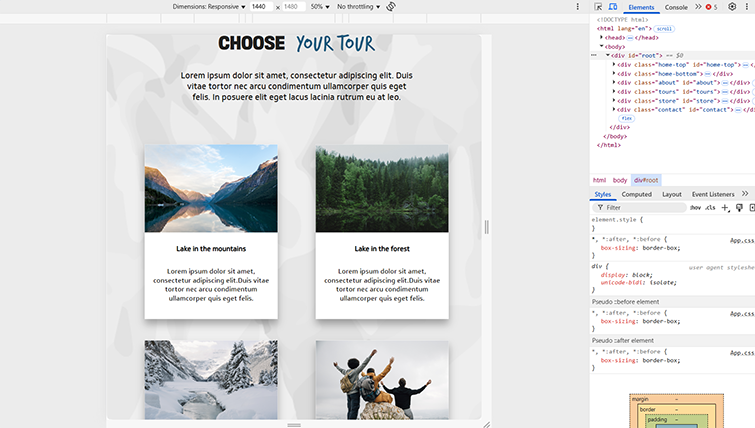 Dimensions: Responsive 1440 × 1480 50% No throttling
Elements Console 5
CHOOSE YOUR TOUR
Lorem ipsum dolor sit amet, consectetur adipiscing elit. Duis
vitae tortor nec arcu condimentum ullamcorper quis eget
felis. In posuere elit eget lacus lacinia rutrum eu at leo.
Lake in the mountains
Lorem ipsum dolor sit amet,
consectetur adipiscing elit.Duis vitae
tortor nec arcu condimentum
ullamcorper quis eget felis.
Lake in the forest
Lorem ipsum dolor sit amet,
consectetur adipiscing elit.Duis vitae
tortor nec arcu condimentum
ullamcorper quis eget felis.
<!DOCTYPE html>
<html lang="en"> scroll
<head> </head>
<body>
<div id="root"> == $0
<div class="home-top" id="home-top"> </div>
<div class="home-bottom"> </div>
<div class="about" id="about"> </div>
<div class="tours" id="tours"> </div>
<div class="store" id="store"> </div>
<div class="contact" id="contact"> </div>
flex
</div>
</body>
</html>
html body div#root
Styles Computed Layout Event Listeners
Filter :hov .cls
element.style {
}
*, *:after, *:before { App.css
box-sizing: border-box;
}
div { user agent styleshe
display: block;
unicode-bidi: isolate;
}
Pseudo ::before element
*, *:after, *:before { App.css
box-sizing: border-box;
}
Pseudo ::after element
*, *:after, *:before { App.css
box-sizing: border-box;
}
margin –
border –
padding –